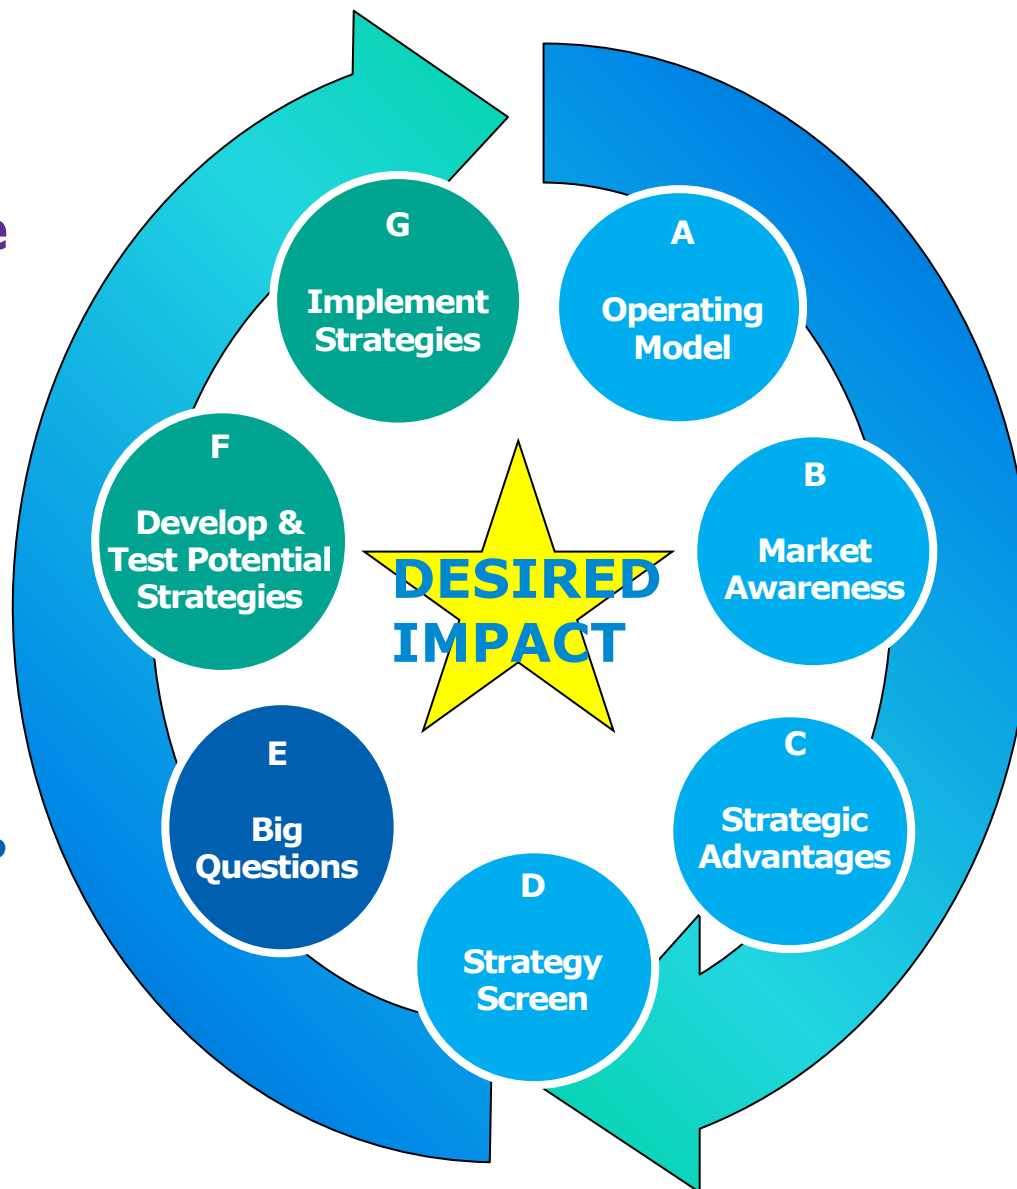 G
Implement
Strategies
A
Operating
Model
B
Market
Awareness
C
Strategic
Advantages
D
Strategy
Screen
E
Big
Questions
F
Develop &
Test Potential
Strategies
DESIRED
IMPACT
e